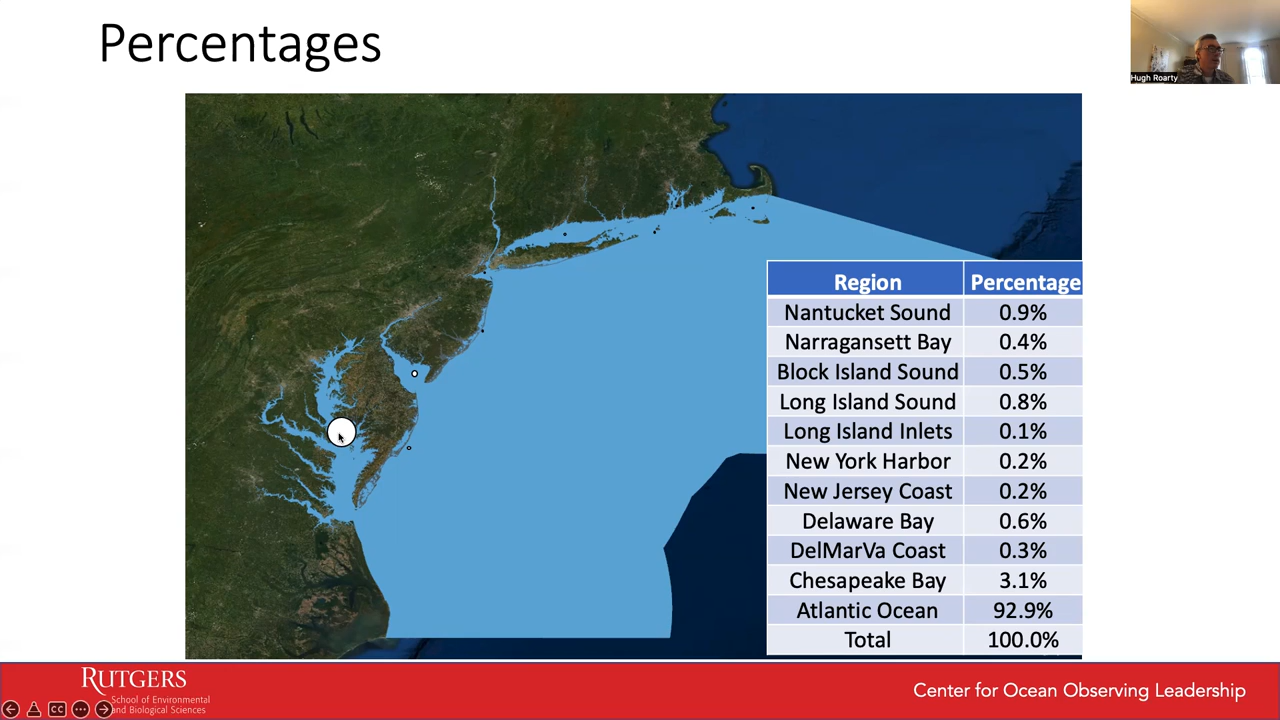 Percentages
Hugh Roarty
Region Percentage
Nantucket Sound 0.9%
Narragansett Bay 0.4%
Block Island Sound 0.5%
Long Island Sound 0.8%
Long Island Inlets 0.1%
New York Harbor 0.2%
New Jersey Coast 0.2%
Delaware Bay 0.6%
DelMarVa Coast 0.3%
Chesapeake Bay 3.1%
Atlantic Ocean 92.9%
Total 100.0%
RUTGERS
School of Environmental
and Biological Sciences
Center for Ocean Observing Leadership
CC